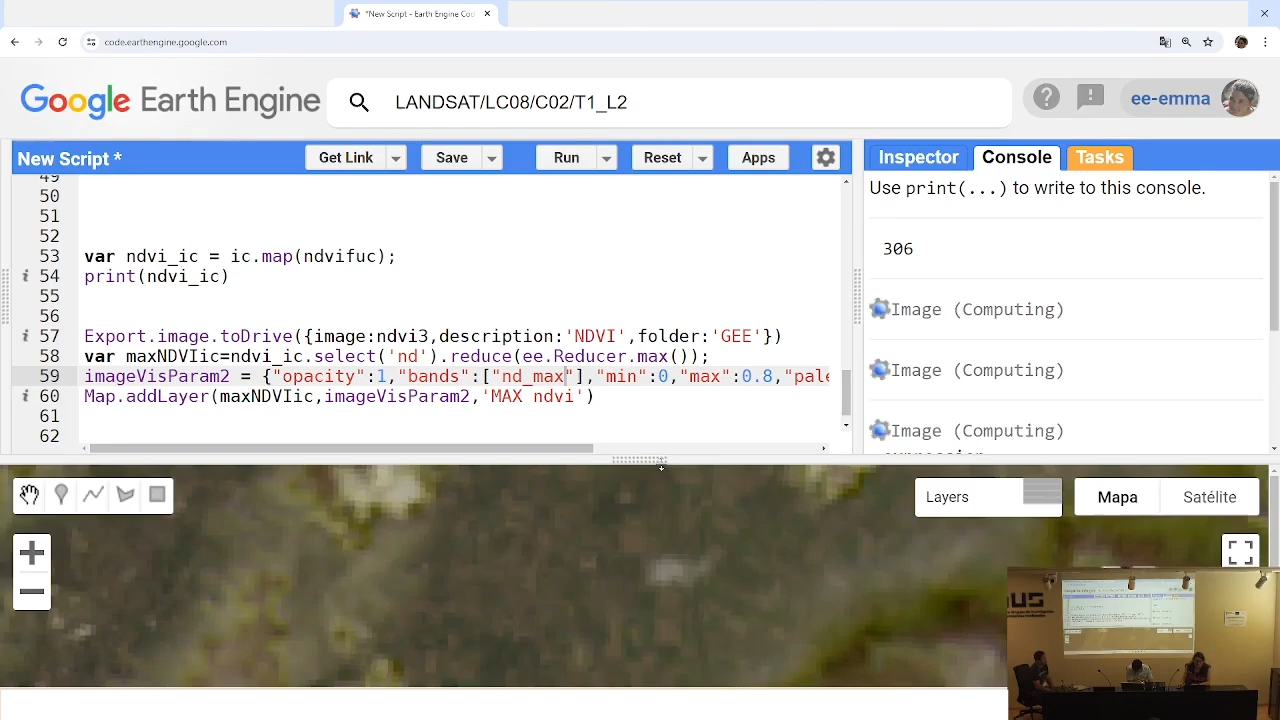 *New Script - Earth Engine Cod
code.earthengine.google.com
Google Earth Engine
LANDSAT/LC08/C02/T1_L2
ee-emma
New Script *
Get Link
Save
Run
Reset
Apps
Inspector
Console
Tasks
Use print(...) to write to this console.
306
Image (Computing)
Image (Computing)
Image (Computing)
49
50
51
52
53 var ndvi_ic = ic.map(ndvifuc);
54 print(ndvi_ic)
55
56
57 Export.image.toDrive({image:ndvi3,description:'NDVI',folder:'GEE'})
58 var maxNDVIic=ndvi_ic.select('nd').reduce(ee.Reducer.max());
59 imageVisParam2 = {"opacity":1,"bands":["nd_max"],"min":0,"max":0.8,"pale
60 Map.addLayer(maxNDVIic,imageVisParam2,'MAX ndvi')
61
62
Layers
Mapa
Satélite